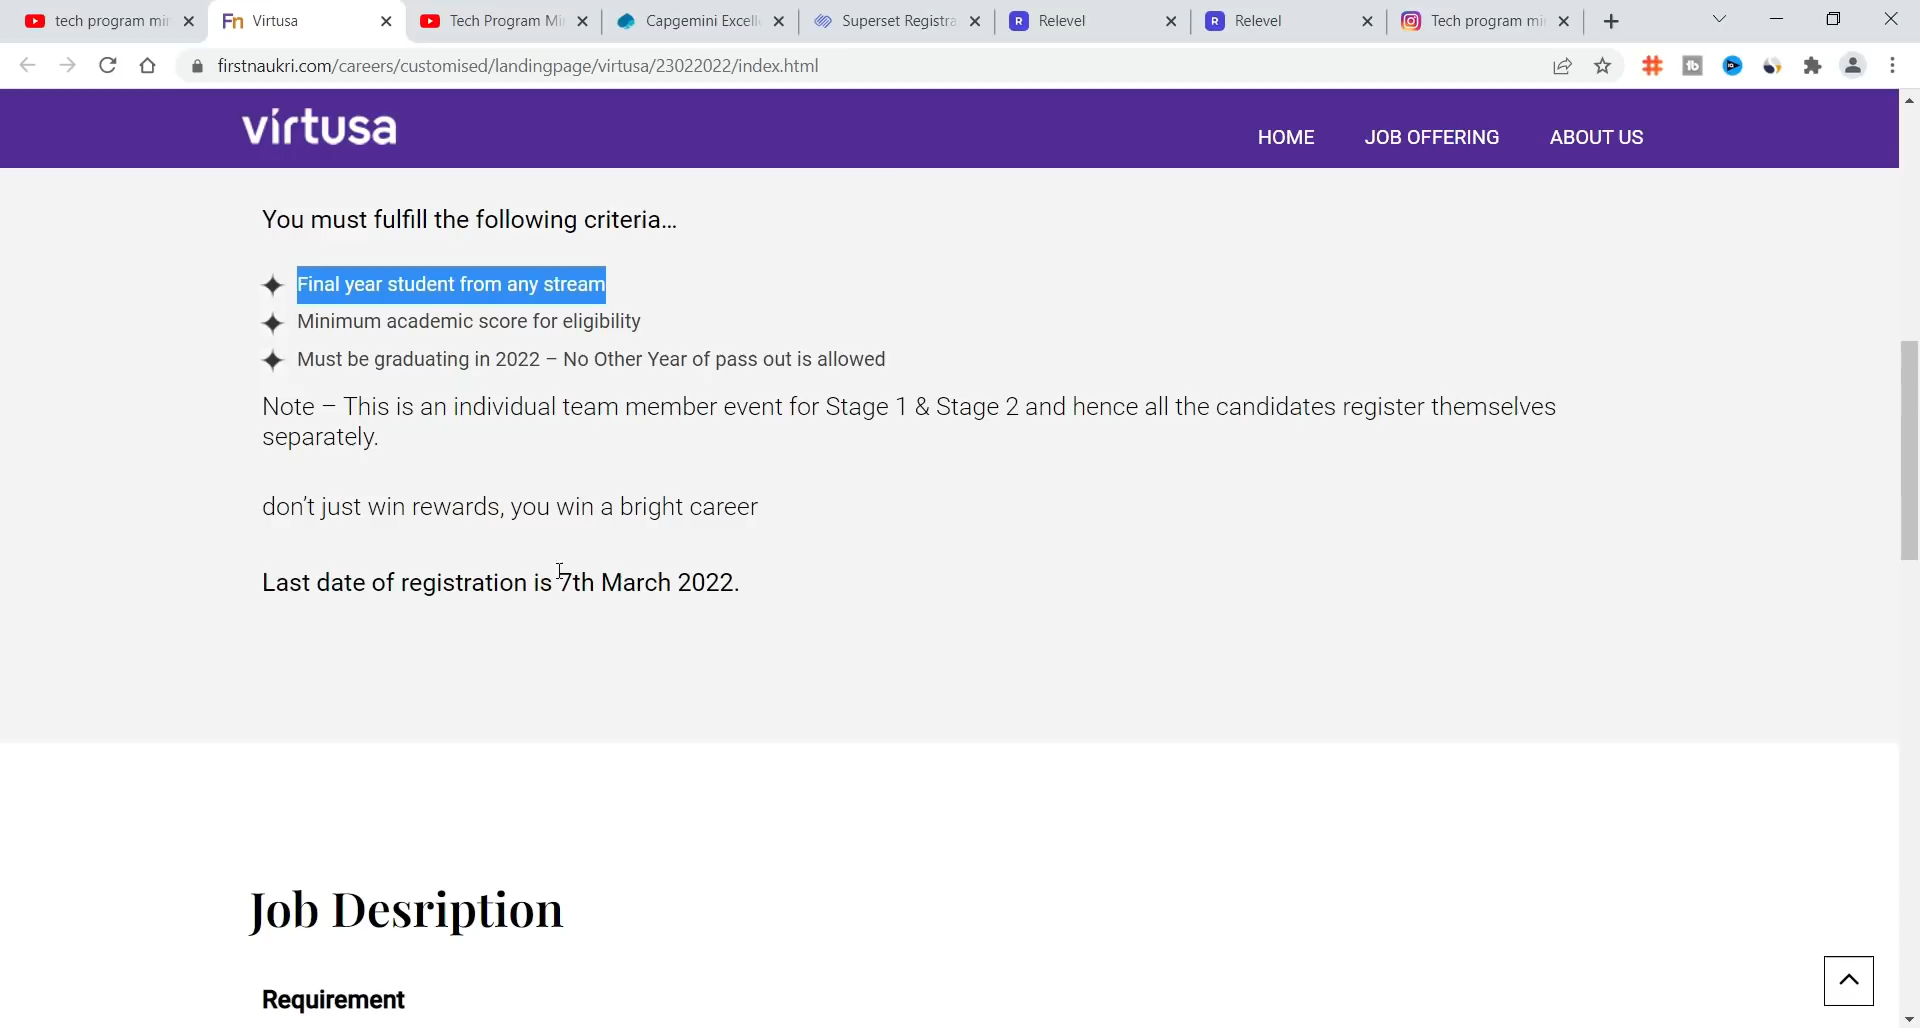 tech program mi
Virtusa
Tech Program Mi
Capgemini Excell
Superset Registra
Relevel
Relevel
Tech program mi
firstnaukri.com/careers/customised/landingpage/virtusa/23022022/index.html
virtusa
HOME
JOB OFFERING
ABOUT US
You must fulfill the following criteria...
Final year student from any stream
Minimum academic score for eligibility
Must be graduating in 2022 – No Other Year of pass out is allowed
Note – This is an individual team member event for Stage 1 & Stage 2 and hence all the candidates register themselves
separately.
don't just win rewards, you win a bright career
Last date of registration is 7th March 2022.
Job Desription
Requirement